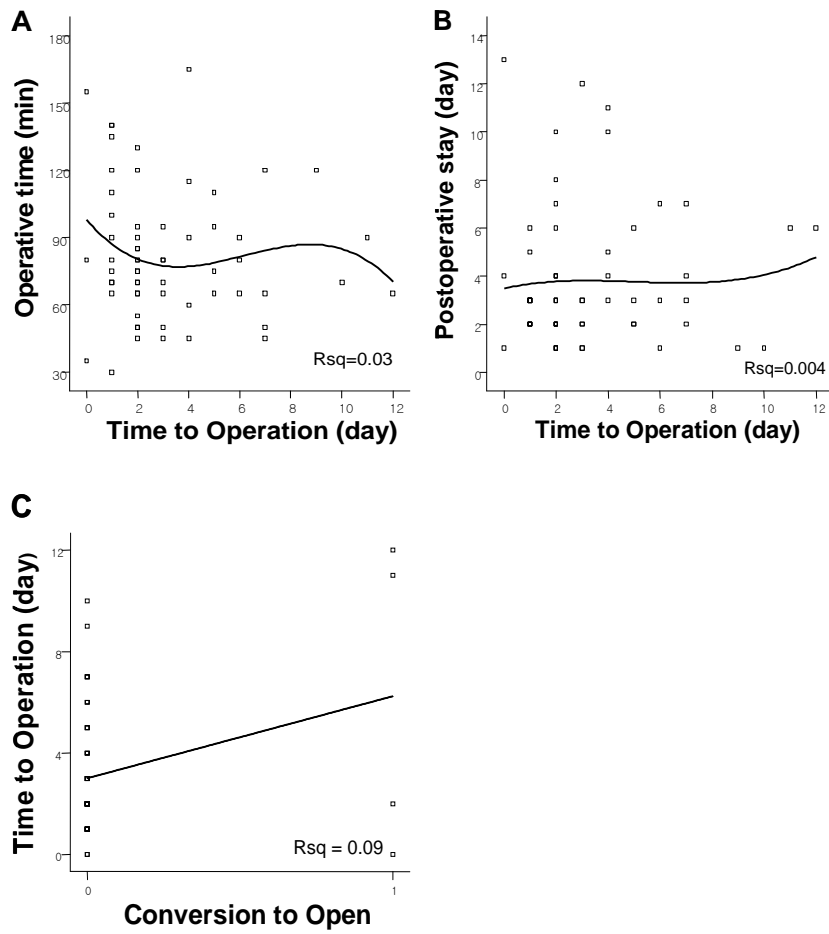 A
180
150
120
90
60
30
Operative time (min)
Rsq=0.03
0 2 4 6 8 10 12
Time to Operation (day)
B
14
12
10
8
6
4
2
0
Postoperative stay (day)
Rsq=0.004
0 2 4 6 8 10 12
Time to Operation (day)
C
12
8
4
0
Time to Operation (day)
Rsq = 0.09
0 1
Conversion to Open